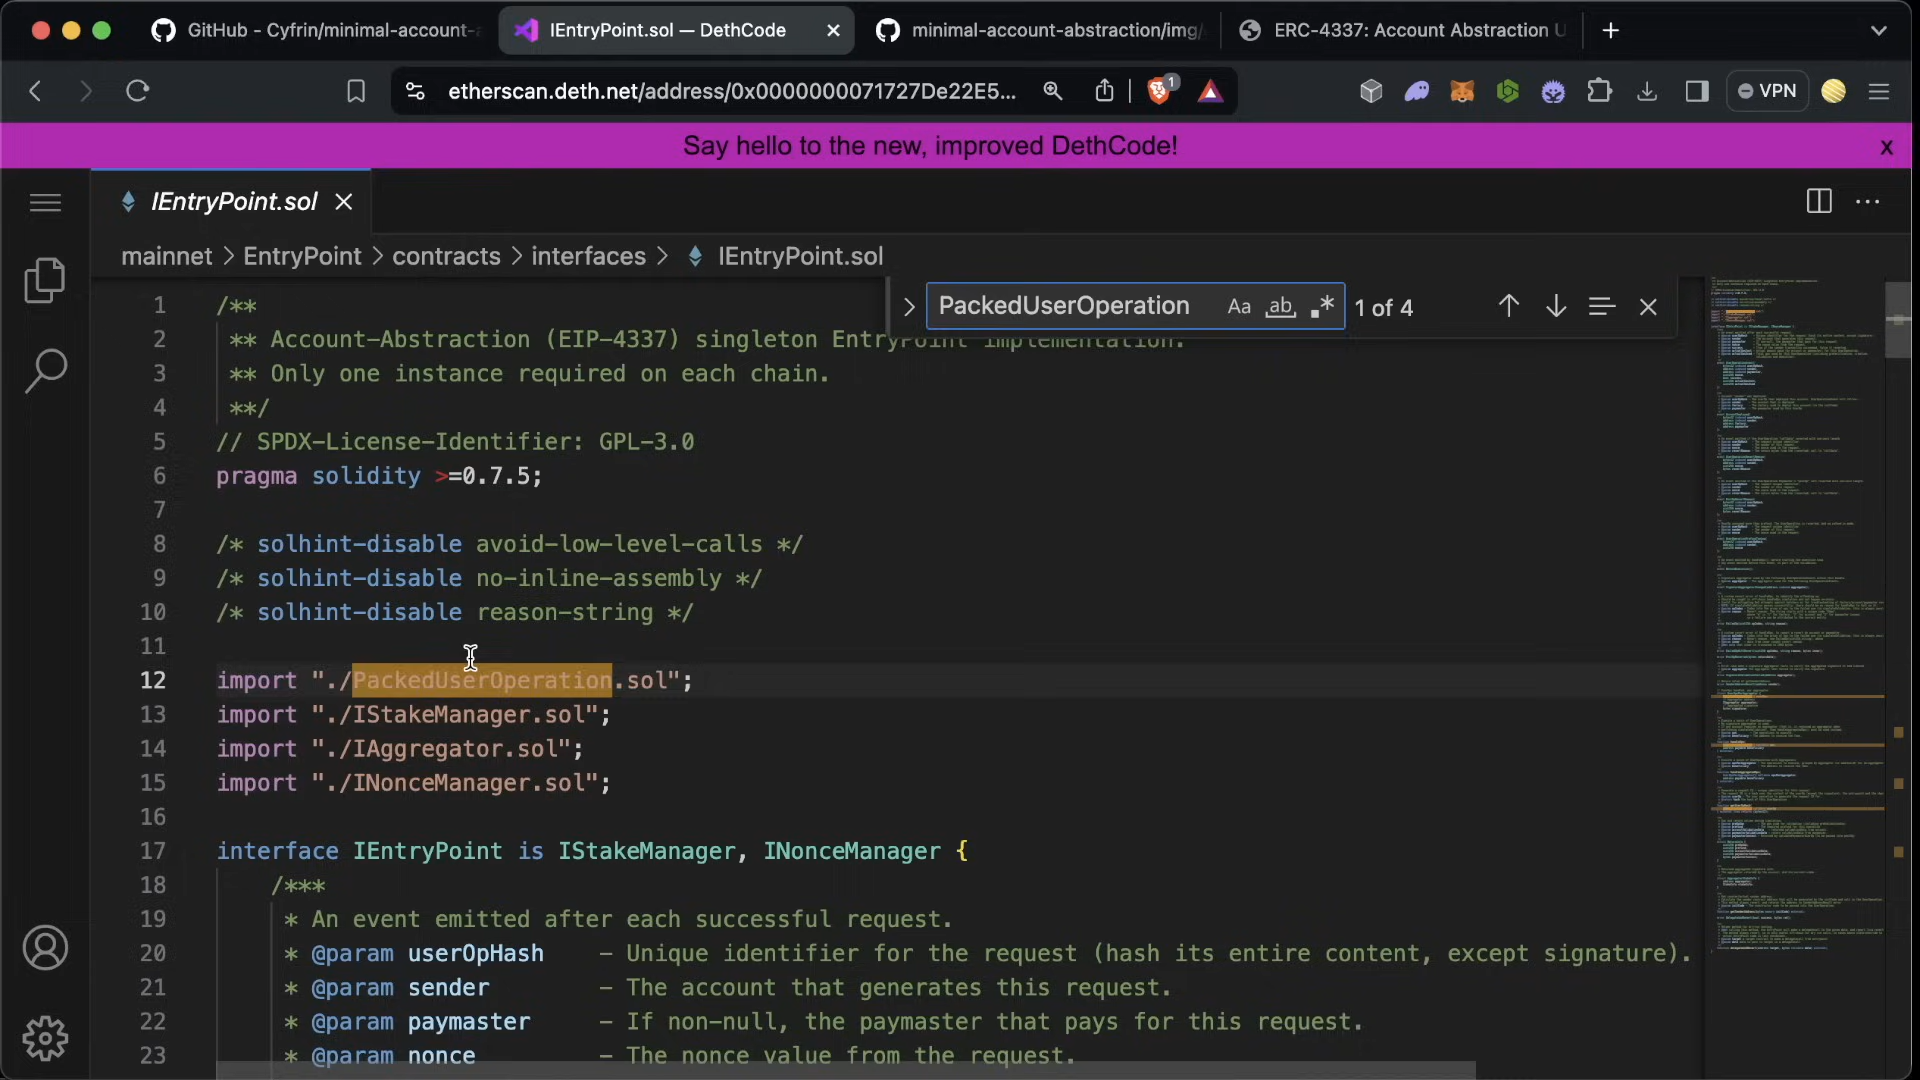 GitHub - Cyfrin/minimal-account-a
IEntryPoint.sol — DethCode
minimal-account-abstraction/img/
ERC-4337: Account Abstraction U
etherscan.deth.net/address/0x0000000071727De22E5...
1
VPN
Say hello to the new, improved DethCode!
x
IEntryPoint.sol
mainnet > EntryPoint > contracts > interfaces > IEntryPoint.sol
PackedUserOperation
Aa
ab
.*
1 of 4
1 /**
2 ** Account-Abstraction (EIP-4337) singleton EntryPoint implementation.
3 ** Only one instance required on each chain.
4 **/
5 // SPDX-License-Identifier: GPL-3.0
6 pragma solidity >=0.7.5;
7
8 /* solhint-disable avoid-low-level-calls */
9 /* solhint-disable no-inline-assembly */
10 /* solhint-disable reason-string */
11
12 import "./PackedUserOperation.sol";
13 import "./IStakeManager.sol";
14 import "./IAggregator.sol";
15 import "./INonceManager.sol";
16
17 interface IEntryPoint is IStakeManager, INonceManager {
18 /***
19 * An event emitted after each successful request.
20 * @param userOpHash - Unique identifier for the request (hash its entire content, except signature).
21 * @param sender - The account that generates this request.
22 * @param paymaster - If non-null, the paymaster that pays for this request.
23 * @param nonce - The nonce value from the request.